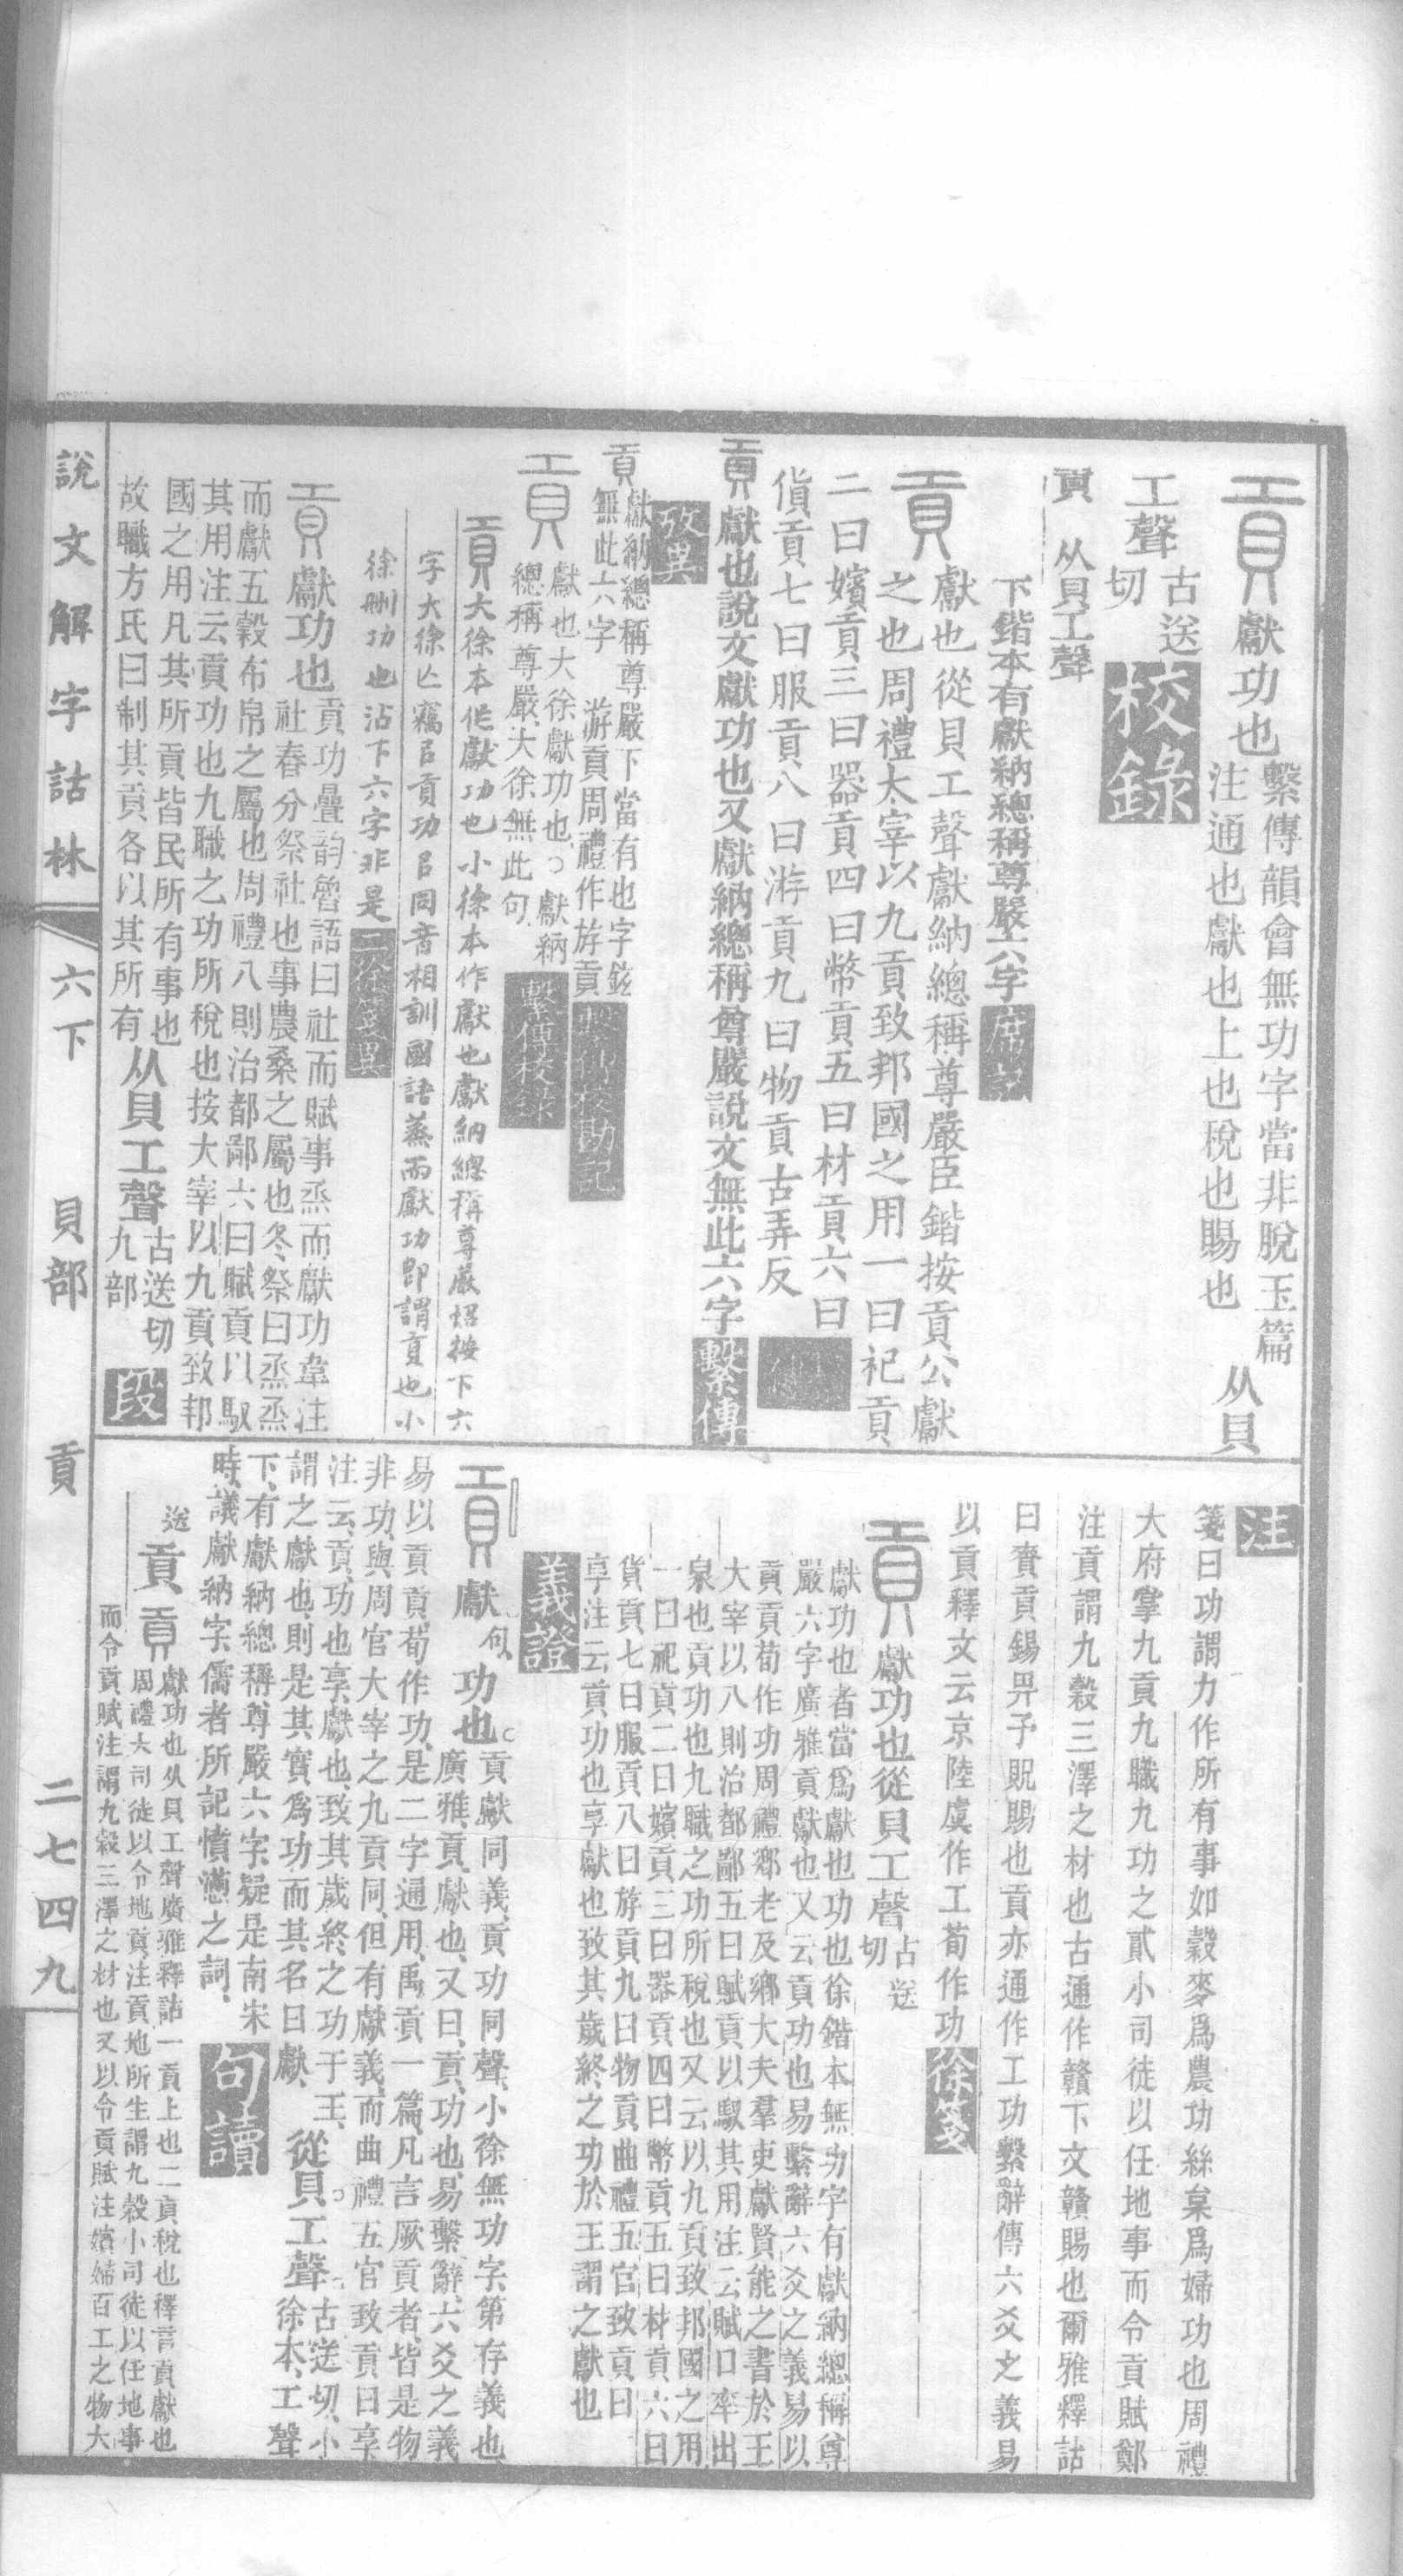 貢獻功也繫傳韻會無功字當非脫玉篇
注通也獻也上也稅也賜也
从貝
工聲古送切
校錄
貢 从貝工聲
下鍇本有獻納總稱尊嚴六字
席記
貢獻也從貝工聲獻納總稱尊嚴臣鍇按貢公獻
之也周禮太宰以九貢致邦國之用一曰祀貢
二曰嬪貢三曰器貢四曰幣貢五曰材貢六曰
貨貢七曰服貢八曰游貢九曰物貢古弄反
貢獻也說文獻功也又獻納總稱尊嚴說文無此六字
繫傳
攷異
貢獻納總稱尊嚴下當有也字鉉
無此六字 游貢周禮作斿貢
繫傳校勘記
貢獻也大徐獻功也○獻納
總稱尊嚴大徐無此句
繫傳校錄
貢大徐本作獻功也小徐本作獻也獻納總稱尊嚴紹按下六
字大徐亡竊㠯貢功㠯同音相訓國語蒸而獻功卽謂貢也小
徐刪功也沾下六字非是
二徐箋異
貢獻功也貢功疊韵魯語曰社而賦事烝而獻功韋注
社春分祭社也事農桑之屬也冬祭曰烝烝
而獻五穀布帛之屬也周禮八則治都鄙六曰賦貢以馭
其用注云貢功也九職之功所稅也按大宰以九貢致邦
國之用凡其所貢皆民所有事也
故職方氏曰制其貢各以其所有
从貝工聲古送切
九部
段
注
箋曰功謂力作所有事如穀麥爲農功絲枲爲婦功也周禮
大府掌九貢九職九功之貳小司徒以任地事而令貢賦鄭
注貢謂九穀三澤之材也古通作贛下文贛賜也爾雅釋詁
曰賚貢錫畀予貺賜也貢亦通作工功繫辭傳六爻之義易
以貢釋文云京陸虞作工荀作功
徐箋
貢獻功也從貝工聲古送
切
獻功也者當爲獻也功也徐鍇本無功字有獻納總稱尊
嚴六字廣雅貢獻也又云貢功也易繫辭六爻之義易以
貢貢荀作功周禮鄉老及鄉大夫羣吏獻賢能之書於王
大宰以八則治都鄙五曰賦貢以馭其用注云賦口率出
泉也貢功也九職之功所稅也又云以九貢致邦國之用
一曰祀貢二曰嬪貢三曰器貢四曰幣貢五曰材貢六曰
貨貢七曰服貢八曰斿貢九曰物貢曲禮五官致貢曰
享注云貢功也享獻也致其歲終之功於王謂之獻也
義證
貢獻句功也○貢獻同義、貢功同聲、小徐無功字、第存義也、
廣雅、貢、獻也、又曰、貢、功也、易繫辭、六爻之義
易以貢、貢、荀作功、是二字通用、禹貢一篇、凡言厥貢者、皆是物
非功、與周官大宰之九貢同、但有獻義、而曲禮五官致貢曰享
注云、貢、功也、享、獻也、致其歲終之功于王、
謂之獻也、則是其實爲功而其名曰獻、
從貝工聲古送切、小
徐本、工聲
下、有獻納總稱尊嚴六字、疑是南宋
時、議獻納字、儒者所記憤懣之詞、
句讀
貢貢獻功也从貝工聲廣雅釋詁一貢上也二貢稅也釋言貢獻也
送
周禮大司徒以令地貢注貢地所生謂九穀小司徒以任地事
而令貢賦注謂九穀三澤之材也又以令貢賦注嬪婦百工之物大
說文解字詁林
六下 貝部 貢
二七四九